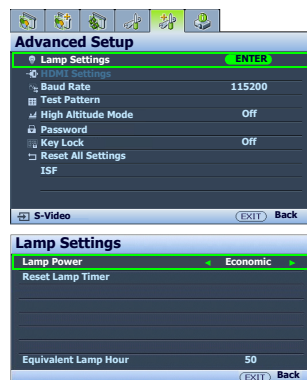 Advanced Setup
Lamp Settings ENTER
HDMI Settings
Baud Rate 115200
Test Pattern
High Altitude Mode Off
Password
Key Lock Off
Reset All Settings
ISF
S-Video EXIT Back
Lamp Settings
Lamp Power Economic
Reset Lamp Timer
Equivalent Lamp Hour 50
EXIT Back